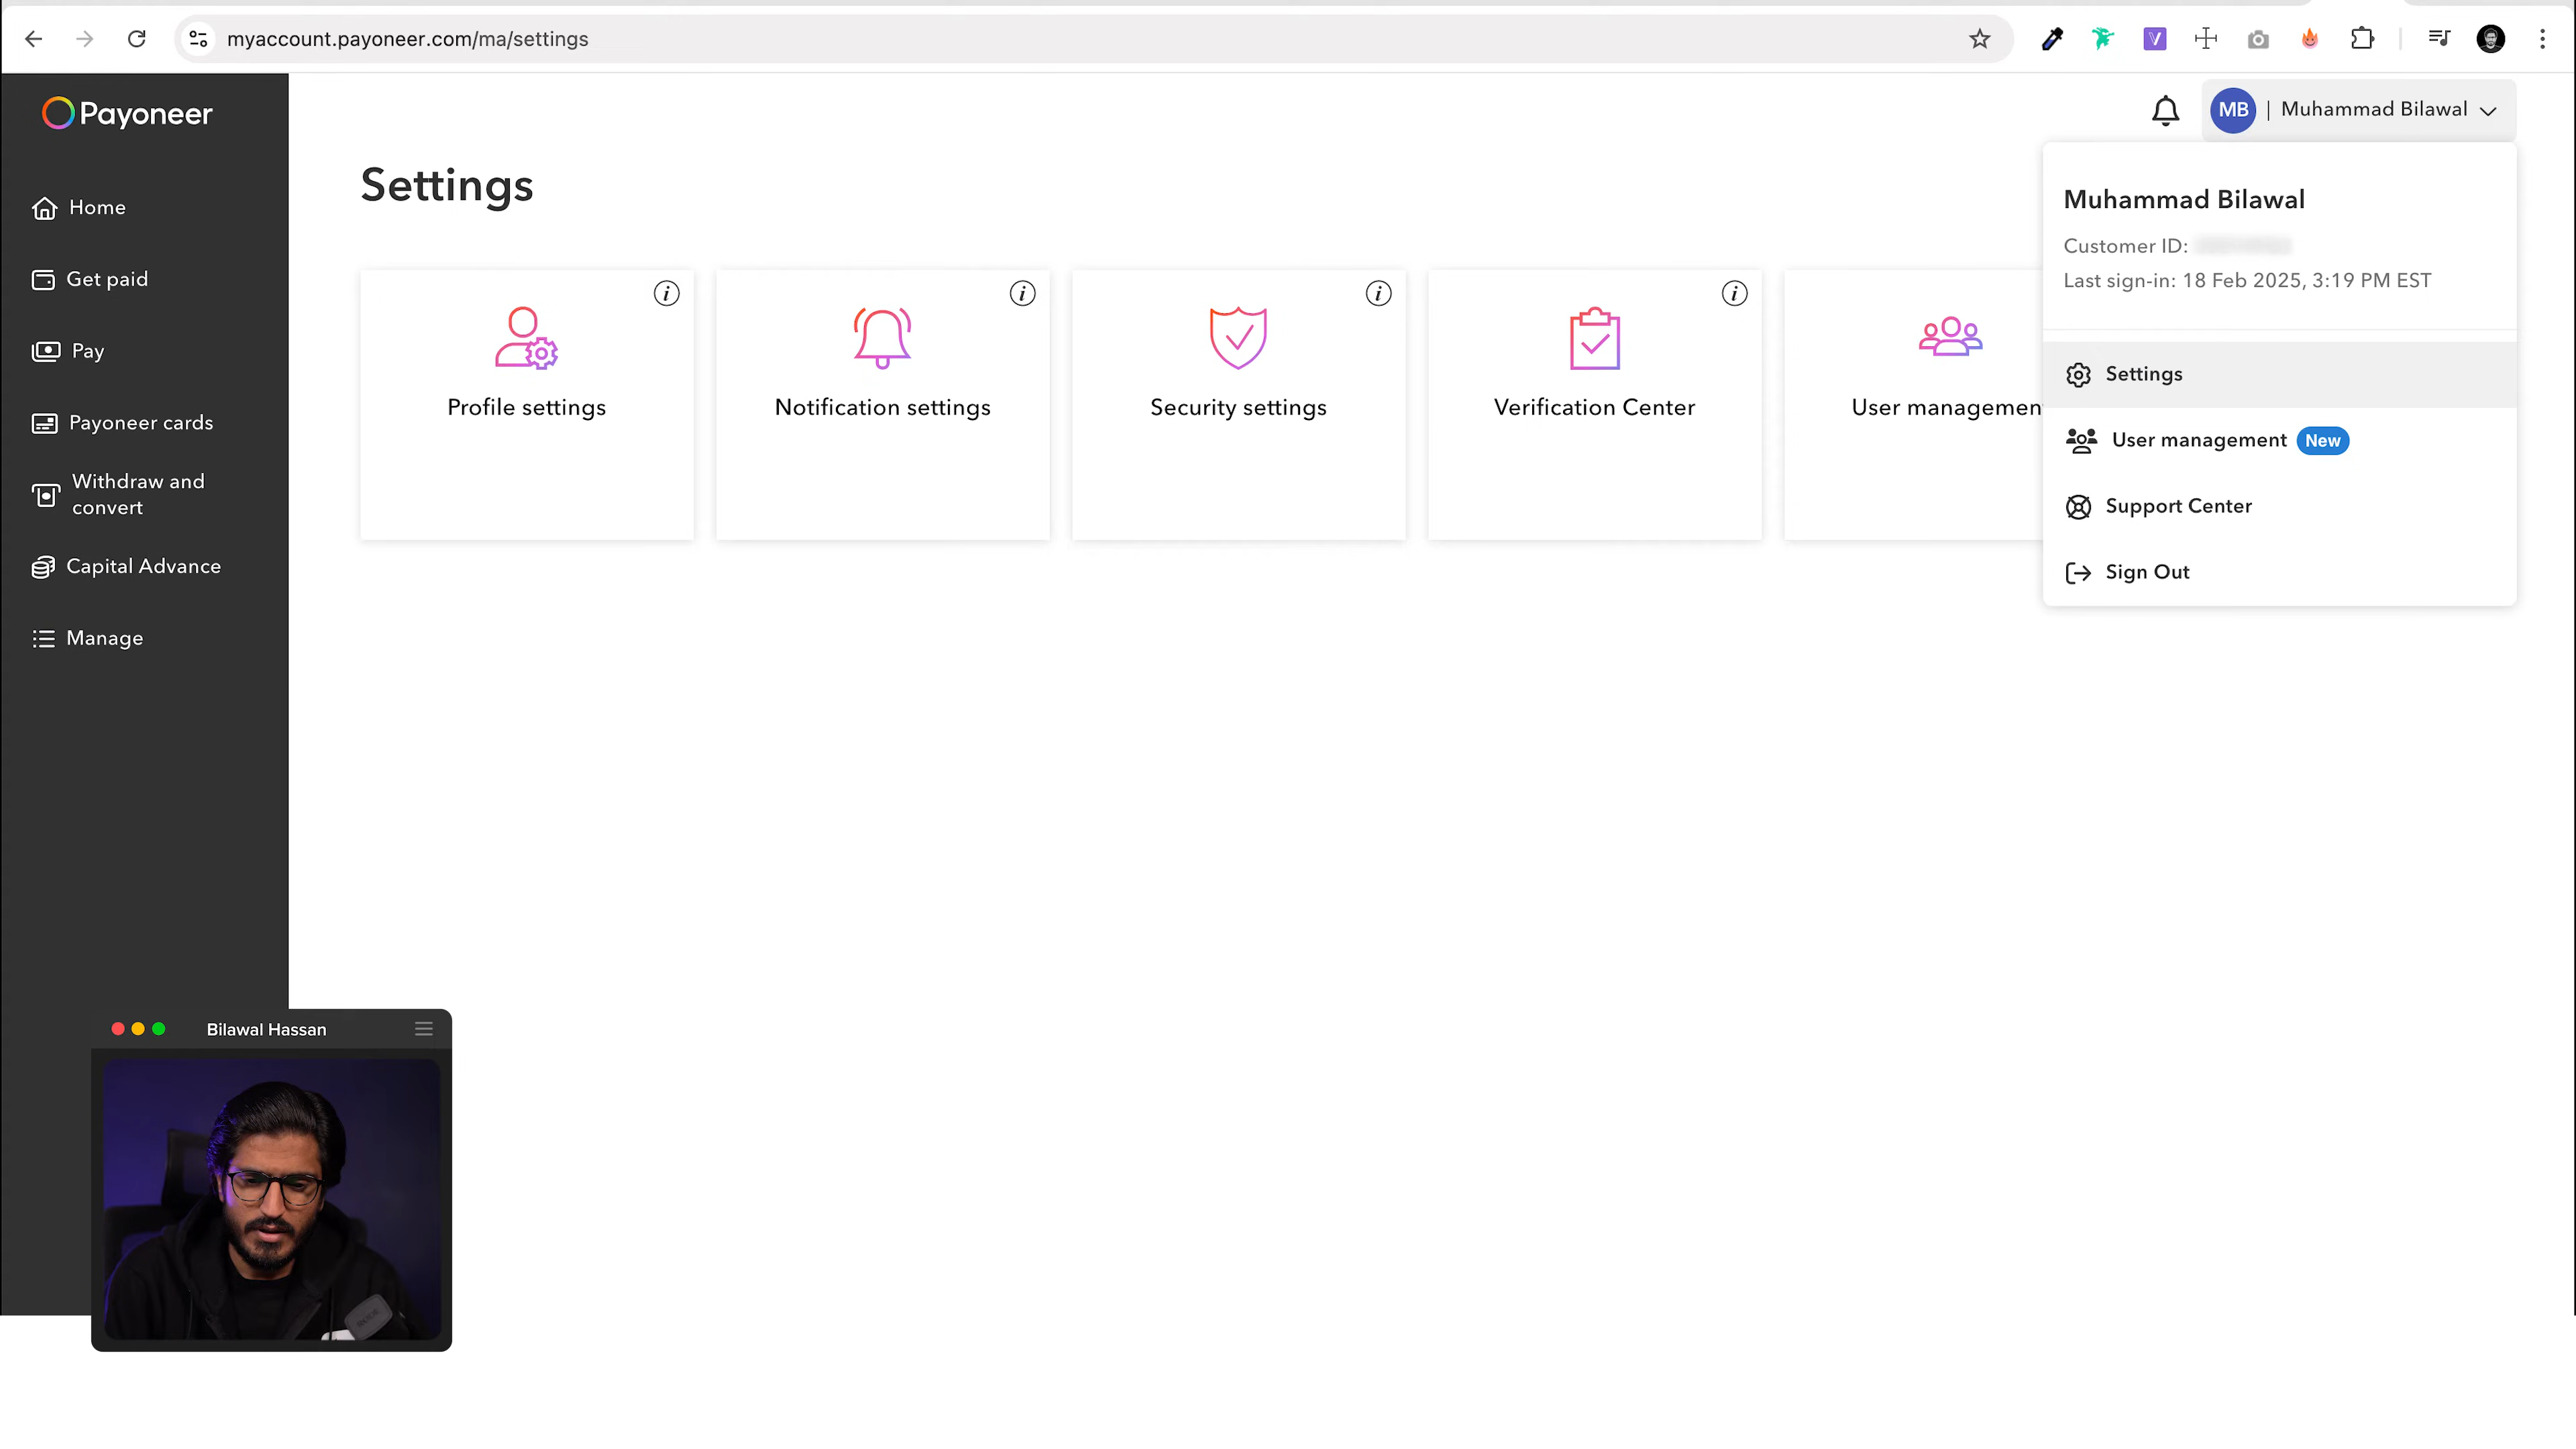 myaccount.payoneer.com/ma/settings
Payoneer
MB | Muhammad Bilawal
Settings
Home
Get paid
Pay
Payoneer cards
Withdraw and
convert
Capital Advance
Manage
Profile settings
Notification settings
Security settings
Verification Center
User managemen
Muhammad Bilawal
Customer ID:
Last sign-in: 18 Feb 2025, 3:19 PM EST
Settings
User management New
Support Center
Sign Out
Bilawal Hassan